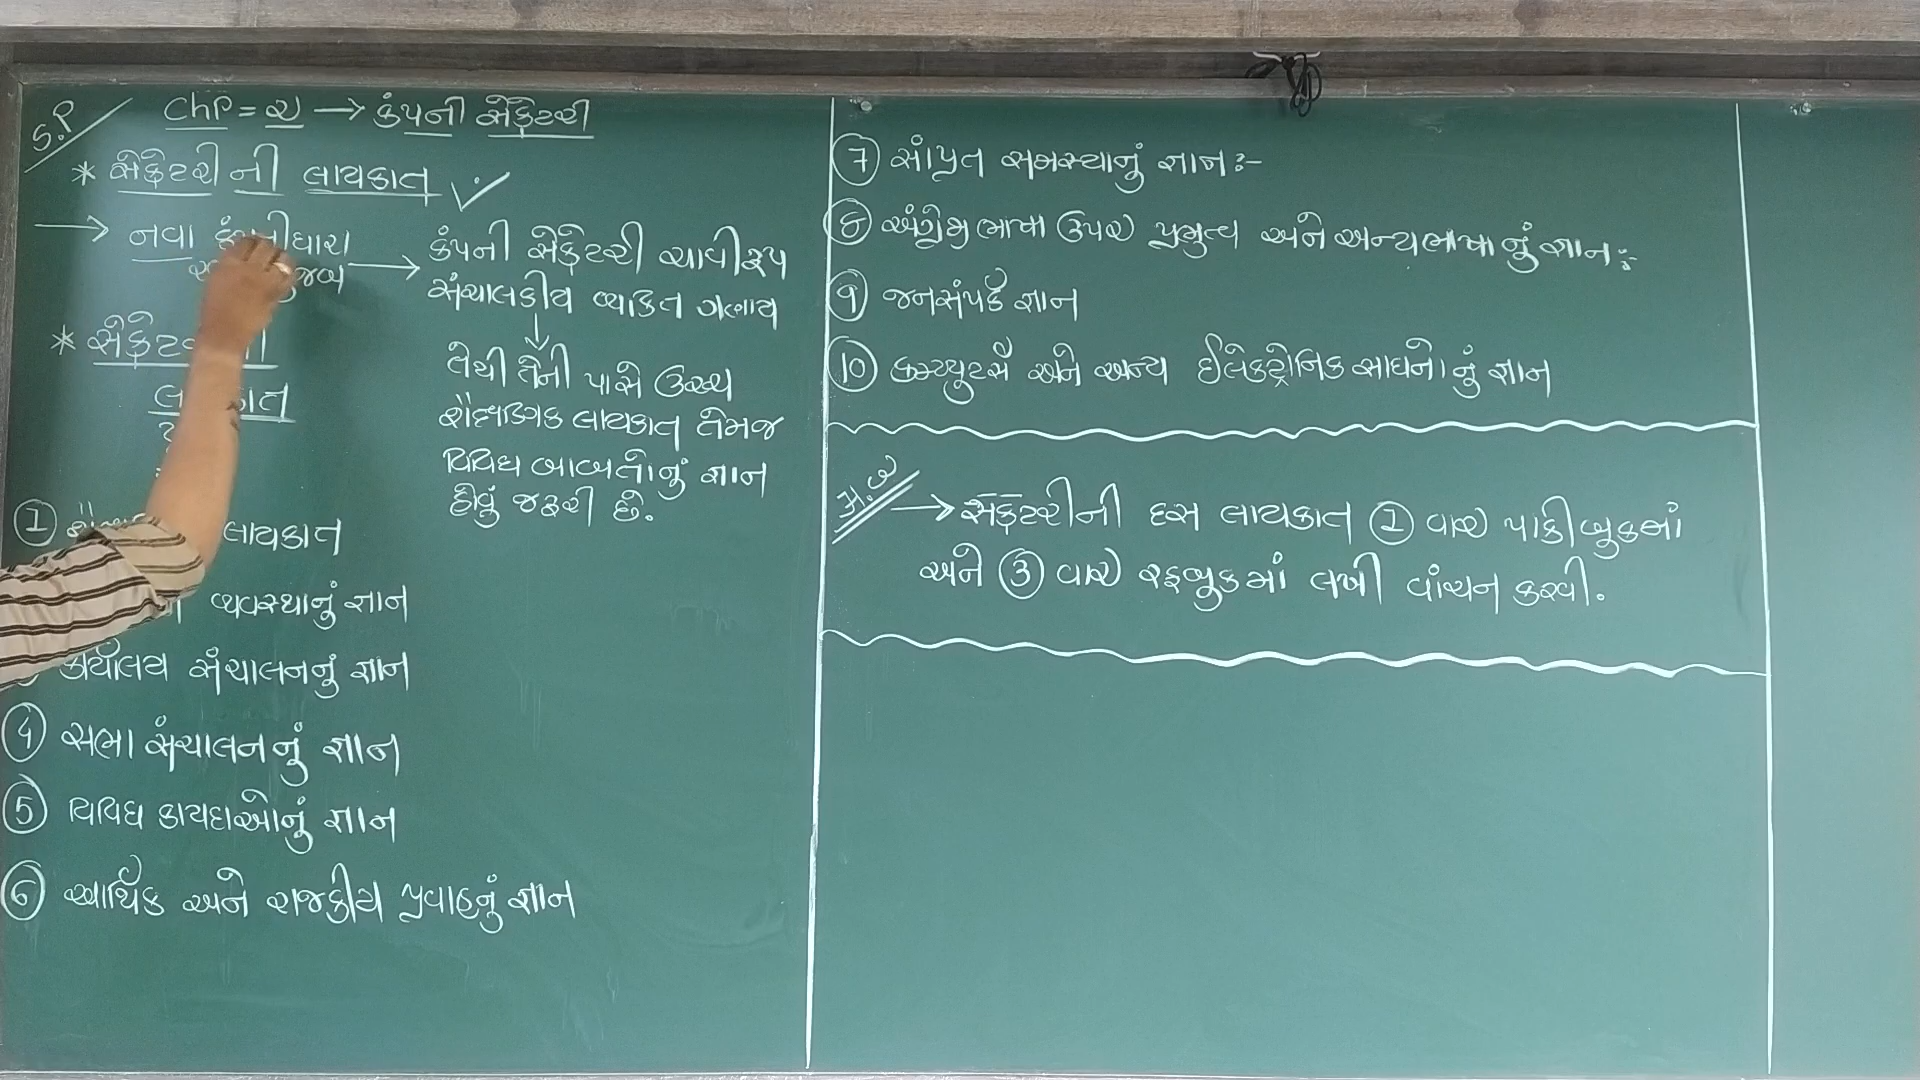 S.P
ChP = ૨ → કંપની સેક્રેટરી
* સેક્રેટરી ની લાયકાત ✓
→ નવા ધારા
→ કંપની સેક્રેટરી ચાવીરૂપ
સંચાલકીય વ્યક્તિ ગણાય
↓
તેથી તેની પાસે ઉચ્ચ
શૈક્ષણિક લાયકાત તેમજ
વિવિધ બાબતોનું જ્ઞાન
હોવું જરૂરી છે.
*
① લાયકાત
વ્યવસ્થાનું જ્ઞાન
કાર્યાલય સંચાલનનું જ્ઞાન
④ સભા સંચાલનનું જ્ઞાન
⑤ વિવિધ કાયદાઓનું જ્ઞાન
⑥ આર્થિક અને રાજકીય પ્રવાહનું જ્ઞાન
⑦ સાંપ્રત સમસ્યાનું જ્ઞાન :-
⑧ અંગ્રેજી ભાષા ઉપર પ્રભુત્વ અને અન્ય ભાષાનું જ્ઞાન :-
⑨ જનસંપર્ક જ્ઞાન
⑩ કમ્પ્યુટર્સ અને અન્ય ઈલેક્ટ્રોનિક સાધનોનું જ્ઞાન
→ સેક્રેટરીની દસ લાયકાત ① વાર પાકી બુકમાં
અને ③ વાર રફબુકમાં લખી વાંચન કરવી.